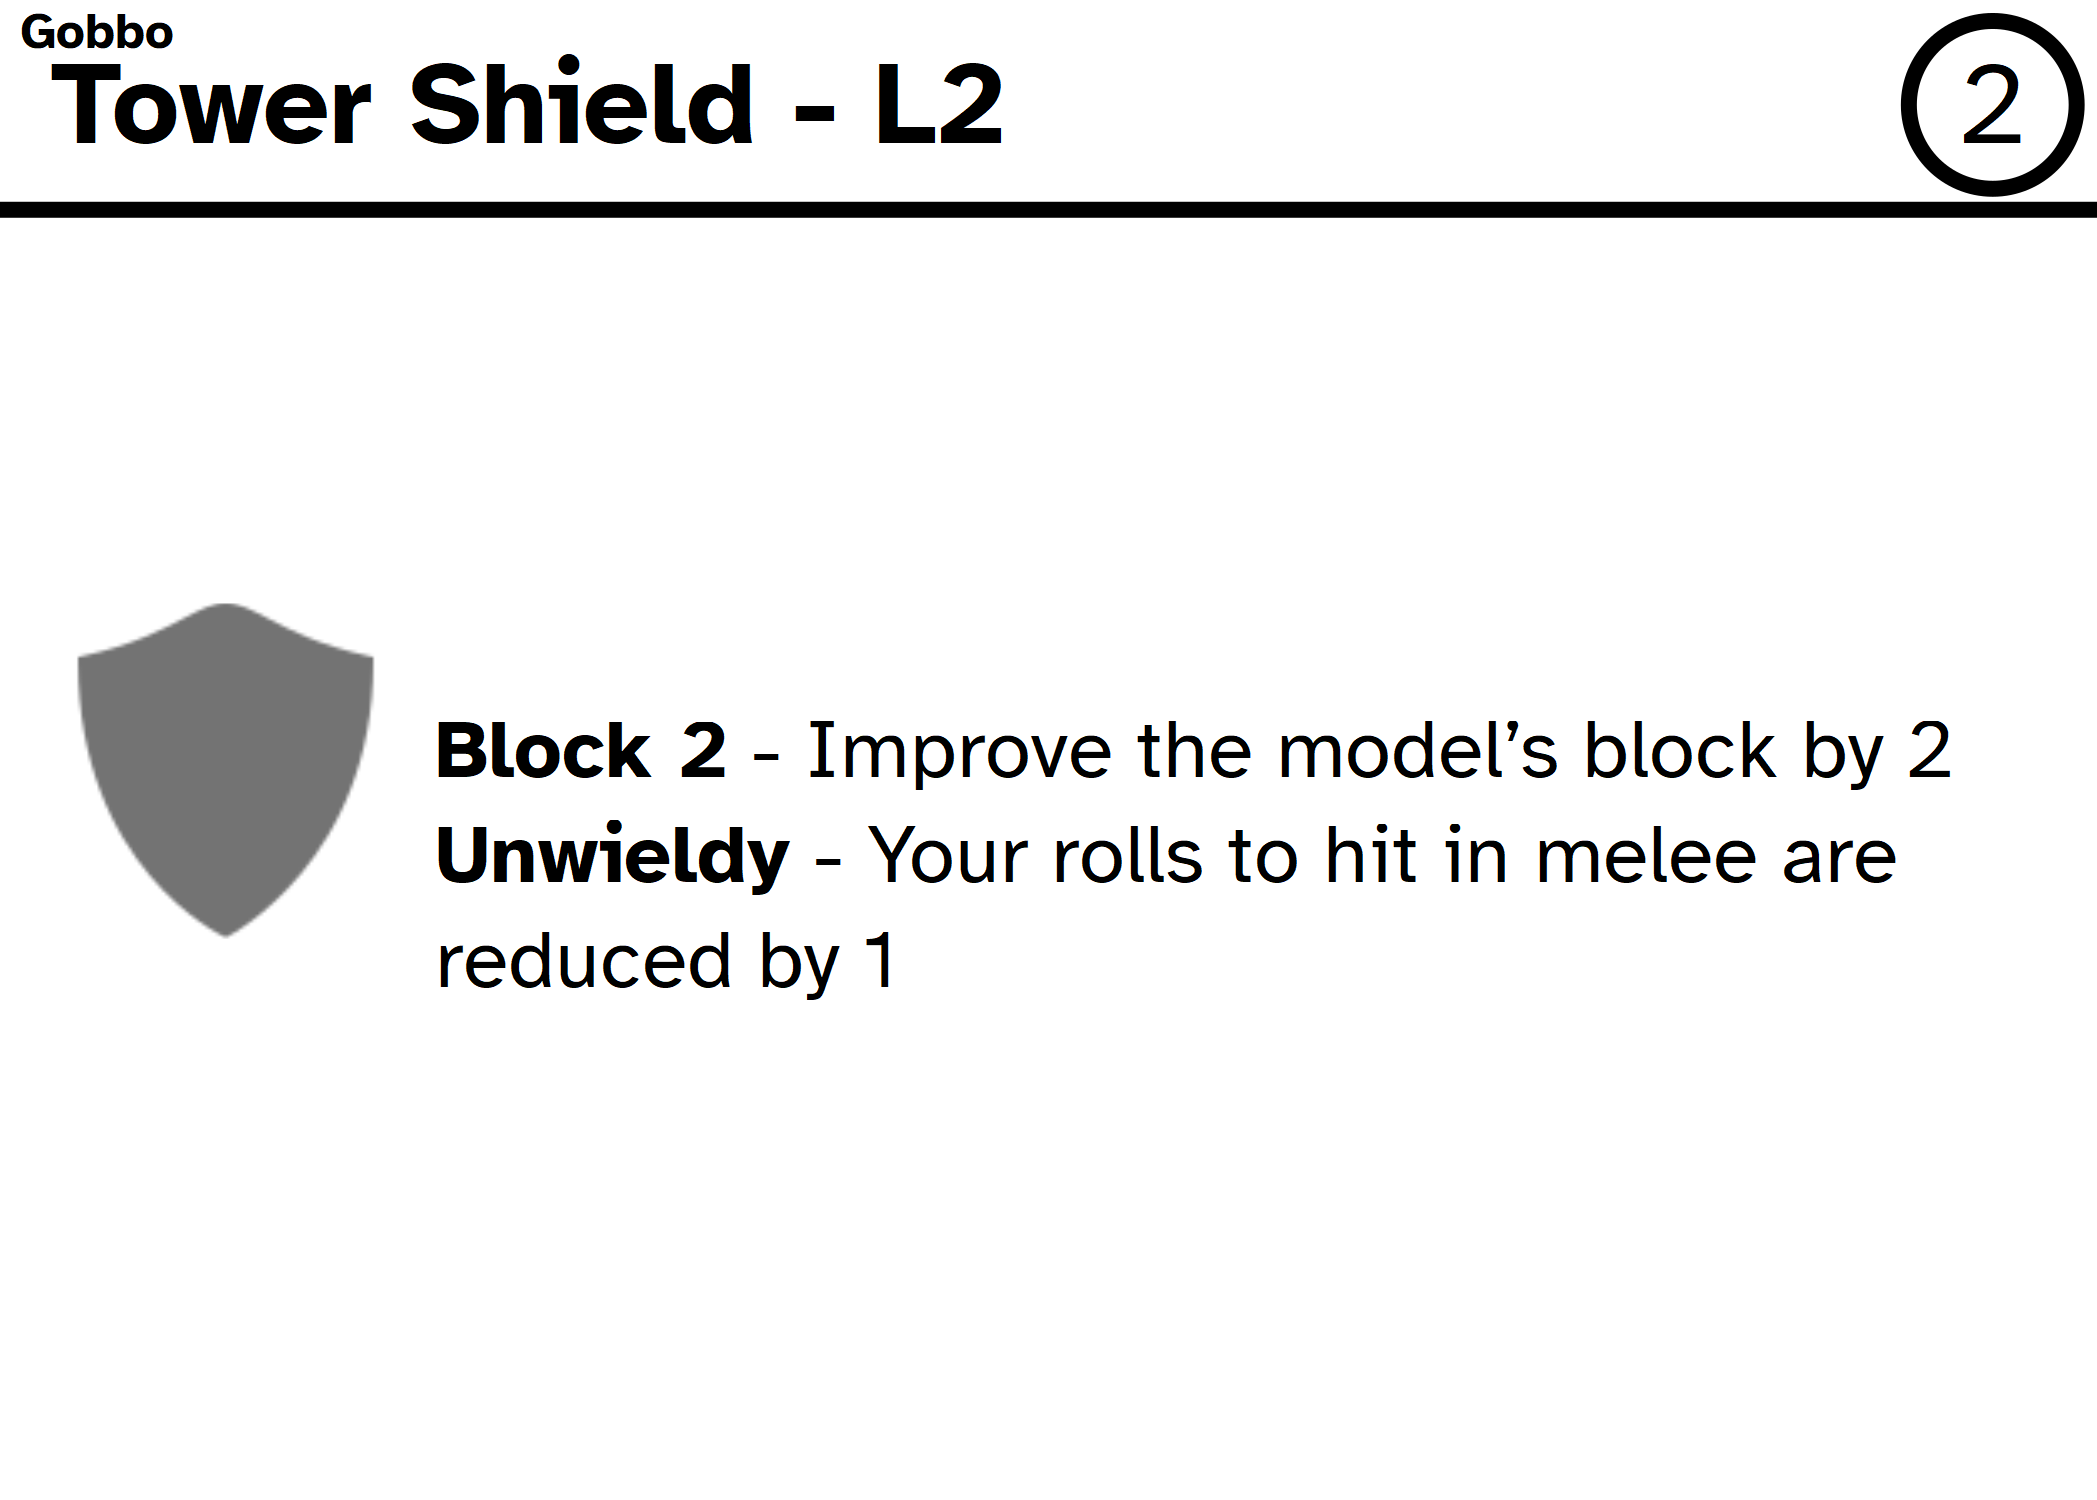 Gobbo
Tower Shield - L2
2
Block 2 - Improve the model’s block by 2
Unwieldy - Your rolls to hit in melee are
reduced by 1